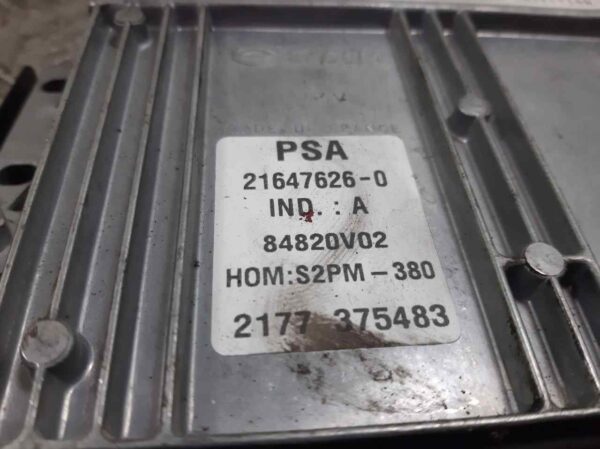 PSA
21647626-0
IND. : A
84820V02
HOM:S2PM-380
2177 375483